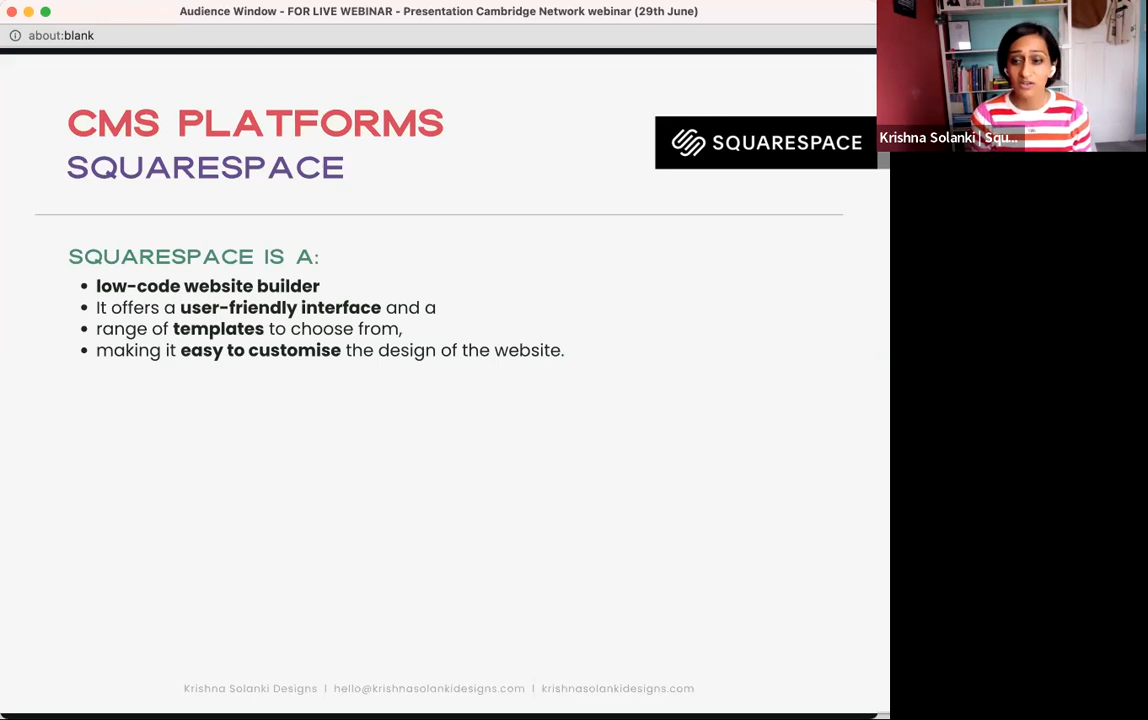 Audience Window - FOR LIVE WEBINAR - Presentation Cambridge Network webinar (29th June)
about:blank
CMS PLATFORMS
SQUARESPACE
SQUARESPACE
Krishna Solanki | Squ...
SQUARESPACE IS A:
• low-code website builder
• It offers a user-friendly interface and a
• range of templates to choose from,
• making it easy to customise the design of the website.
Krishna Solanki Designs | hello@krishnasolankidesigns.com | krishnasolankidesigns.com